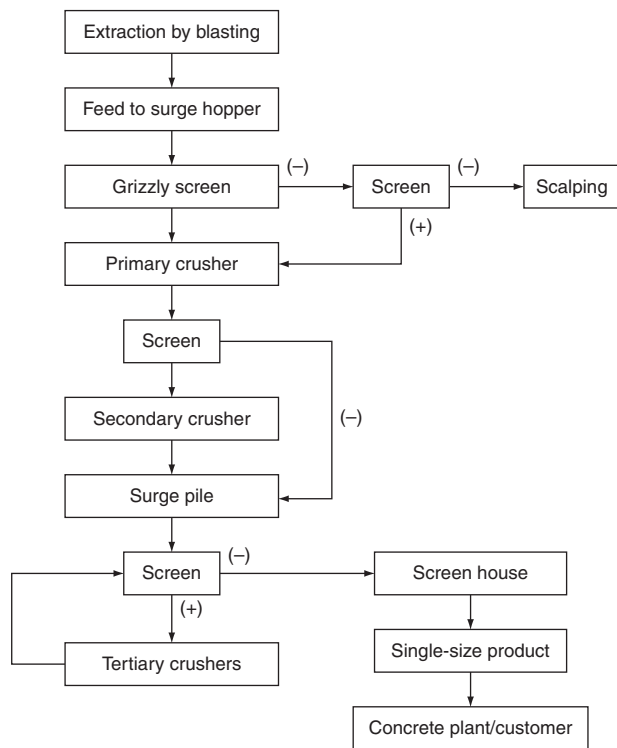 Extraction by blasting
Feed to surge hopper
Grizzly screen
(–)
Screen
(–)
Scalping
(+)
Primary crusher
Screen
(–)
Secondary crusher
Surge pile
Screen
(–)
Screen house
(+)
Tertiary crushers
Single-size product
Concrete plant/customer